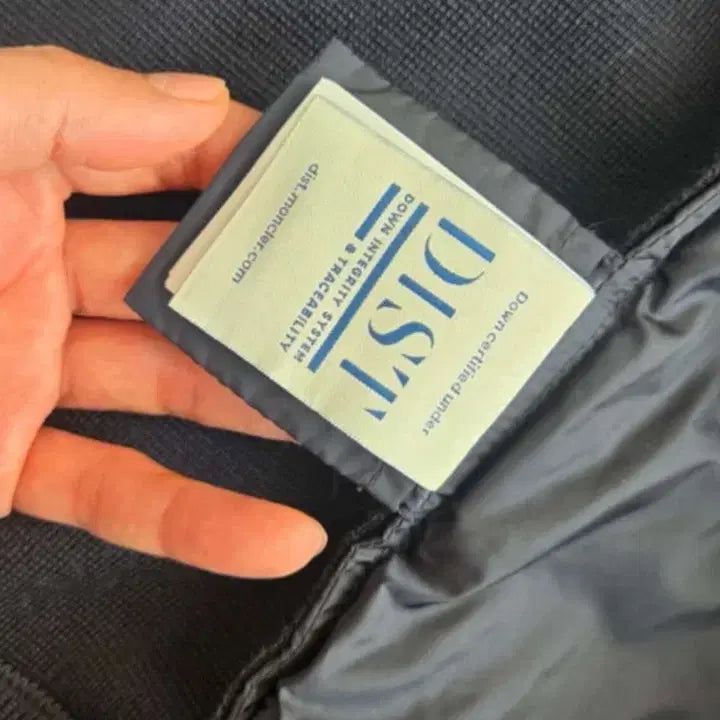 Down certified under
DIST
DOWN INTEGRITY SYSTEM
& TRACEABILITY
dist.moncler.com